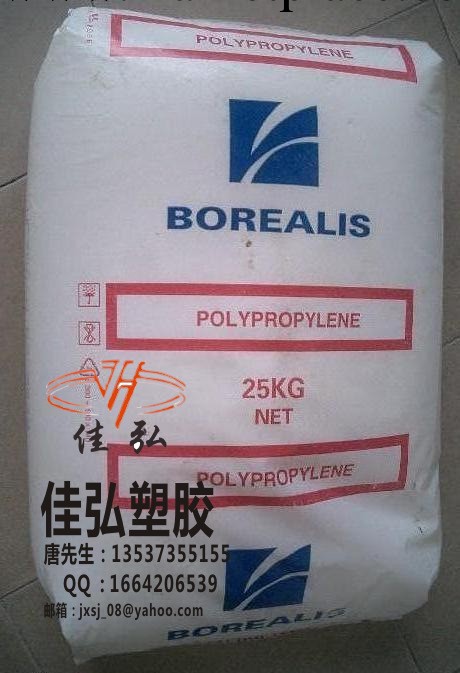 POLYPROPYLENE
BOREALIS
POLYPROPYLENE
25KG
NET
佳弘
POLYPROPYLENE
佳弘塑胶
唐先生：13537355155
QQ：1664206539
邮箱：jxsj_08@yahoo.com
BOREALIS